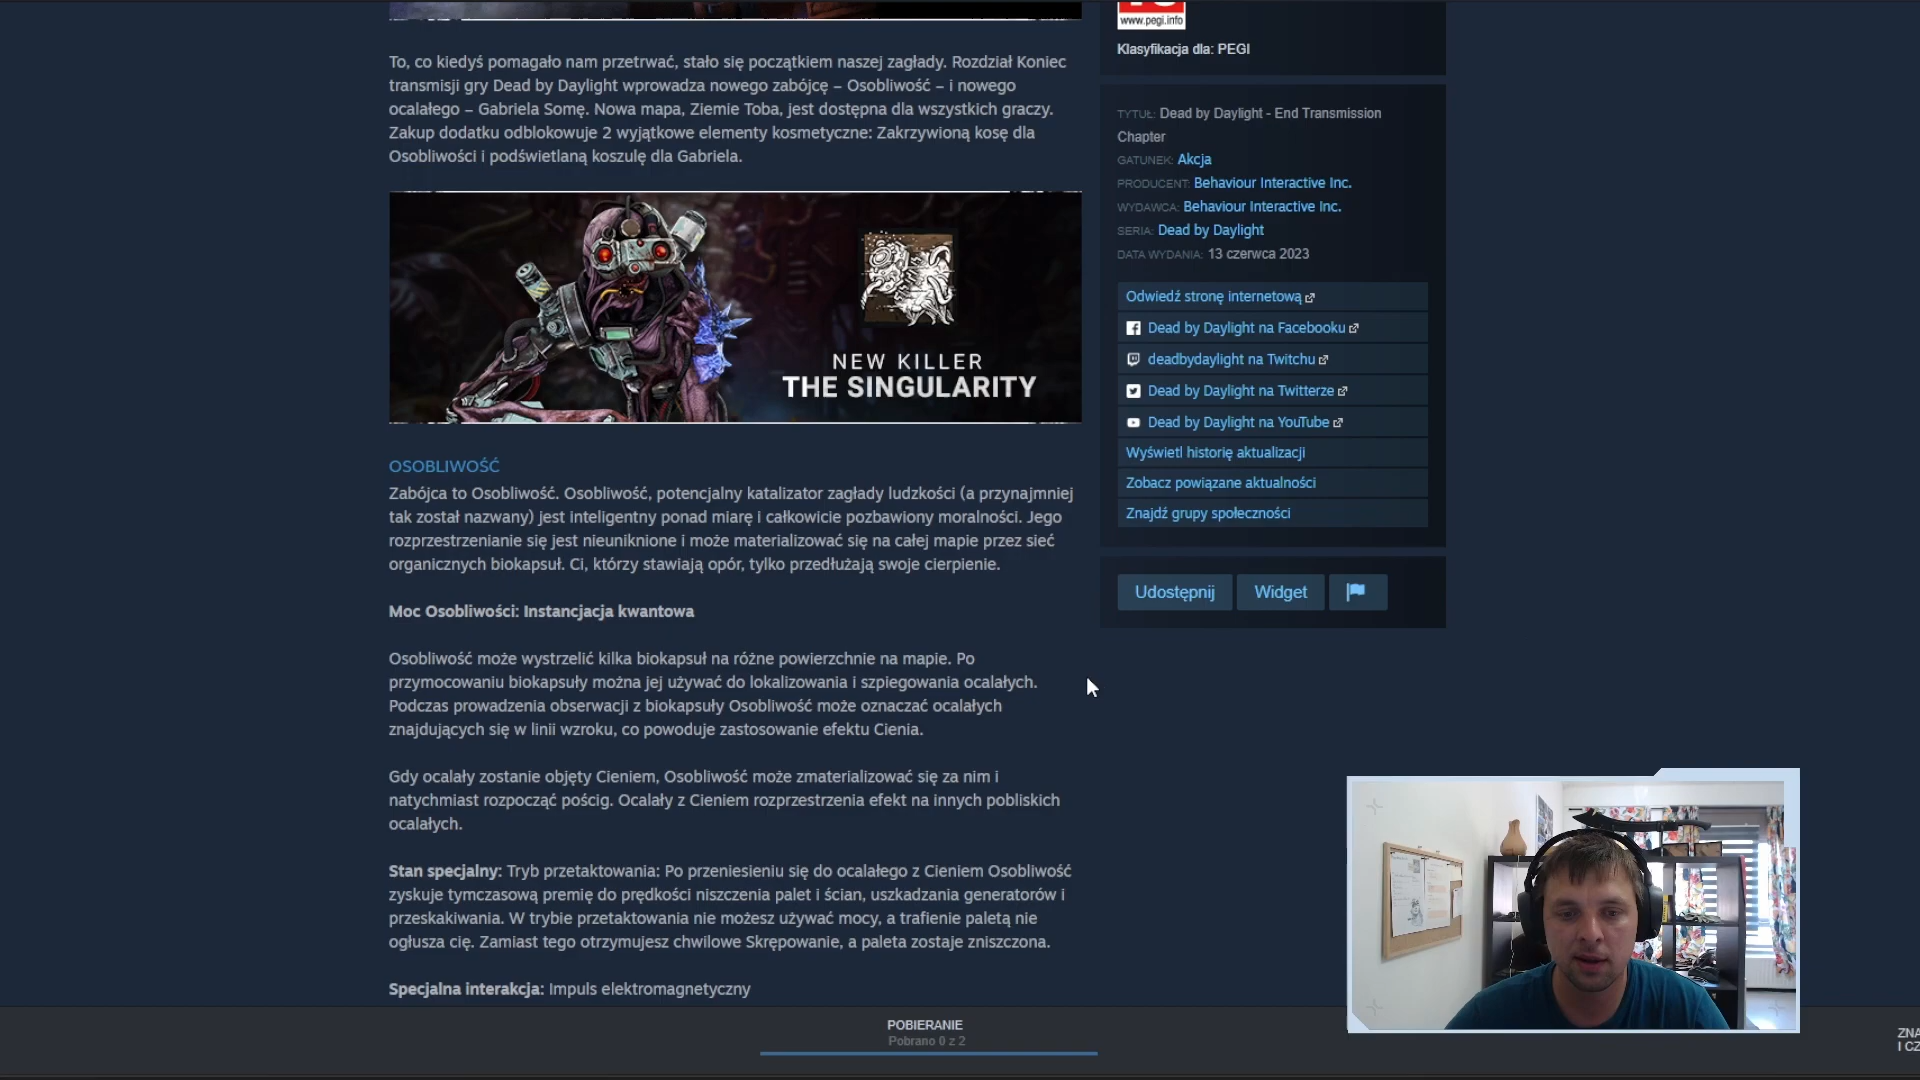 To, co kiedyś pomagało nam przetrwać, stało się początkiem naszej zagłady. Rozdział Koniec
transmisji gry Dead by Daylight wprowadza nowego zabójcę – Osobliwość – i nowego
ocalałego – Gabriela Somę. Nowa mapa, Ziemie Toba, jest dostępna dla wszystkich graczy.
Zakup dodatku odblokowuje 2 wyjątkowe elementy kosmetyczne: Zakrzywioną kosę dla
Osobliwości i podświetlaną koszulę dla Gabriela.
NEW KILLER
THE SINGULARITY
OSOBLIWOŚĆ
Zabójca to Osobliwość. Osobliwość, potencjalny katalizator zagłady ludzkości (a przynajmniej
tak został nazwany) jest inteligentny ponad miarę i całkowicie pozbawiony moralności. Jego
rozprzestrzenianie się jest nieuniknione i może materializować się na całej mapie przez sieć
organicznych biokapsuł. Ci, którzy stawiają opór, tylko przedłużają swoje cierpienie.
Moc Osobliwości: Instancjacja kwantowa
Osobliwość może wystrzelić kilka biokapsuł na różne powierzchnie na mapie. Po
przymocowaniu biokapsuły można jej używać do lokalizowania i szpiegowania ocalałych.
Podczas prowadzenia obserwacji z biokapsuły Osobliwość może oznaczać ocalałych
znajdujących się w linii wzroku, co powoduje zastosowanie efektu Cienia.
Gdy ocalały zostanie objęty Cieniem, Osobliwość może zmaterializować się za nim i
natychmiast rozpocząć pościg. Ocalały z Cieniem rozprzestrzenia efekt na innych pobliskich
ocalałych.
Stan specjalny: Tryb przetaktowania: Po przeniesieniu się do ocalałego z Cieniem Osobliwość
zyskuje tymczasową premię do prędkości niszczenia palet i ścian, uszkadzania generatorów i
przeskakiwania. W trybie przetaktowania nie możesz używać mocy, a trafienie paletą nie
ogłusza cię. Zamiast tego otrzymujesz chwilowe Skrępowanie, a paleta zostaje zniszczona.
Specjalna interakcja: Impuls elektromagnetyczny
www.pegi.info
Klasyfikacja dla: PEGI
TYTUŁ: Dead by Daylight - End Transmission
Chapter
GATUNEK: Akcja
PRODUCENT: Behaviour Interactive Inc.
WYDAWCA: Behaviour Interactive Inc.
SERIA: Dead by Daylight
DATA WYDANIA: 13 czerwca 2023
Odwiedź stronę internetową
Dead by Daylight na Facebooku
deadbydaylight na Twitchu
Dead by Daylight na Twitterze
Dead by Daylight na YouTube
Wyświetl historię aktualizacji
Zobacz powiązane aktualności
Znajdź grupy społeczności
Udostępnij Widget
POBIERANIE
Pobrano 0 z 2
ZNA
I CZ